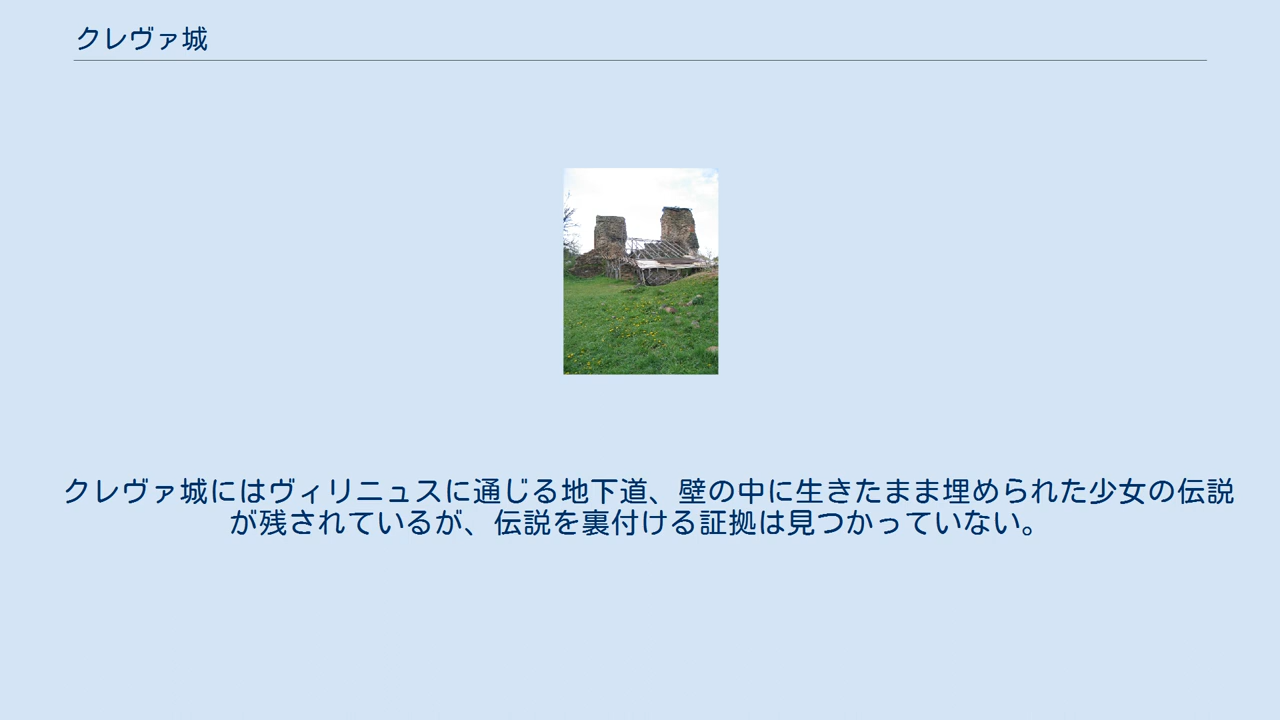 クレヴァ城
クレヴァ城にはヴィリニュスに通じる地下道、壁の中に生きたまま埋められた少女の伝説
が残されているが、伝説を裏付ける証拠は見つかっていない。